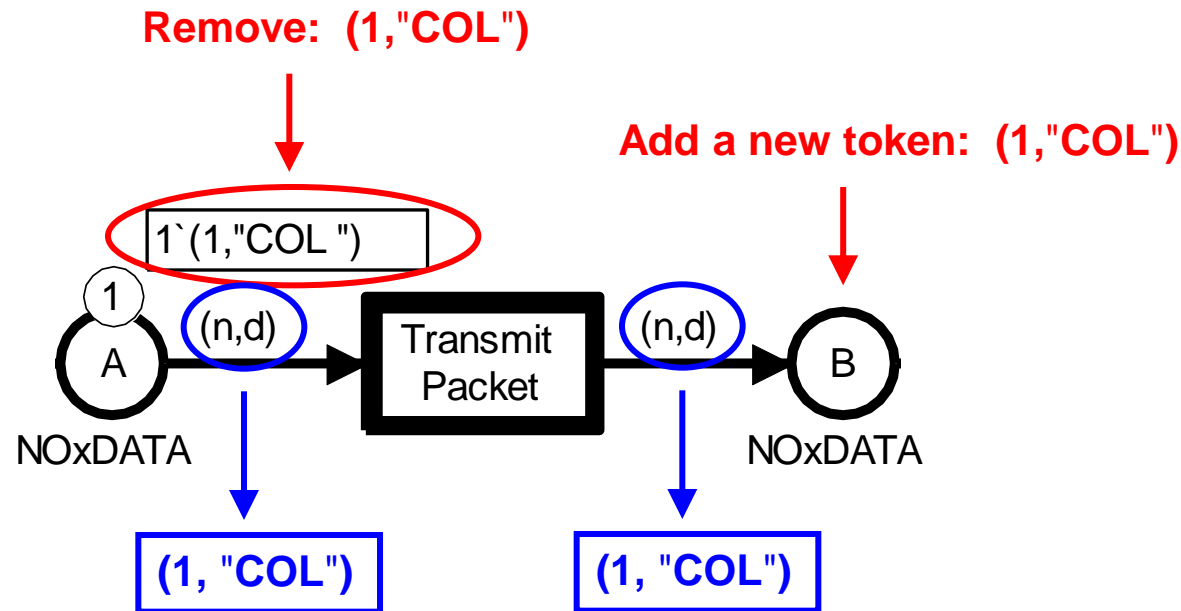 Remove: (1,"COL")
Add a new token: (1,"COL")
1`(1,"COL ")
1
(n,d)
(n,d)
A
Transmit
Packet
B
NOxDATA
NOxDATA
(1, "COL")
(1, "COL")